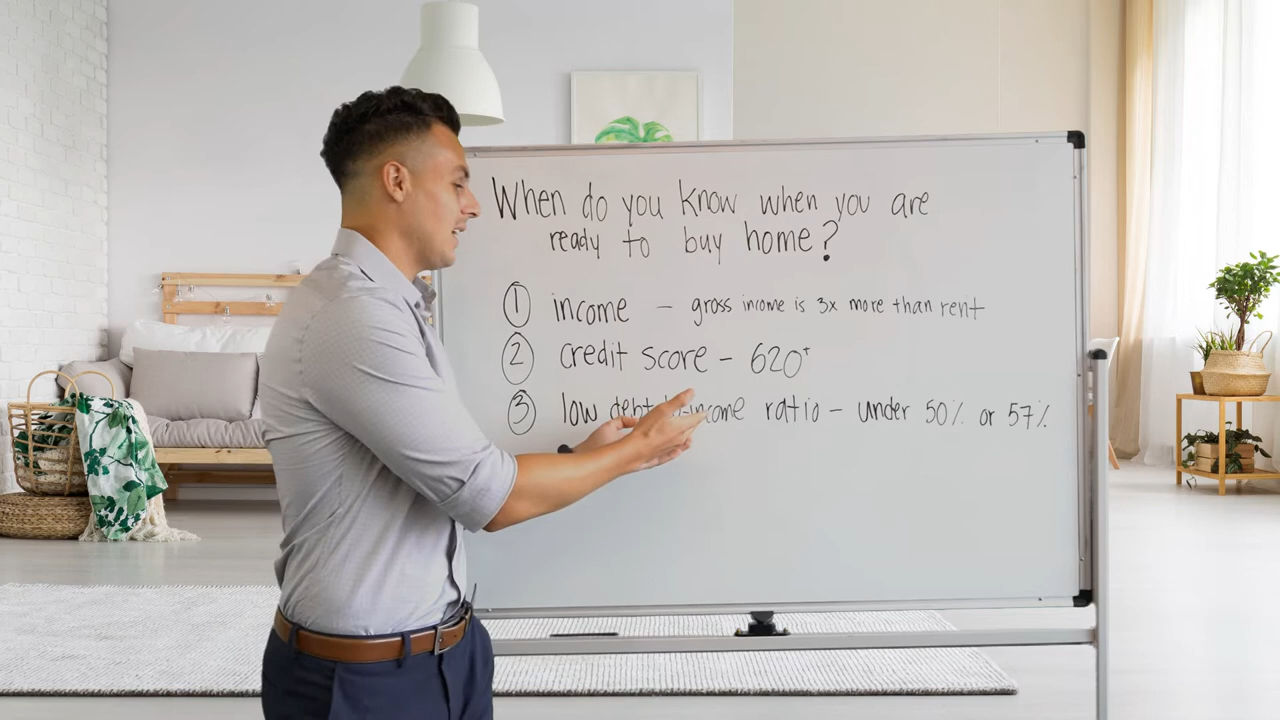 When do you know when you are
ready to buy home?
① income – gross income is 3x more than rent
② credit score – 620⁺
③ low debt income ratio – under 50% or 57%